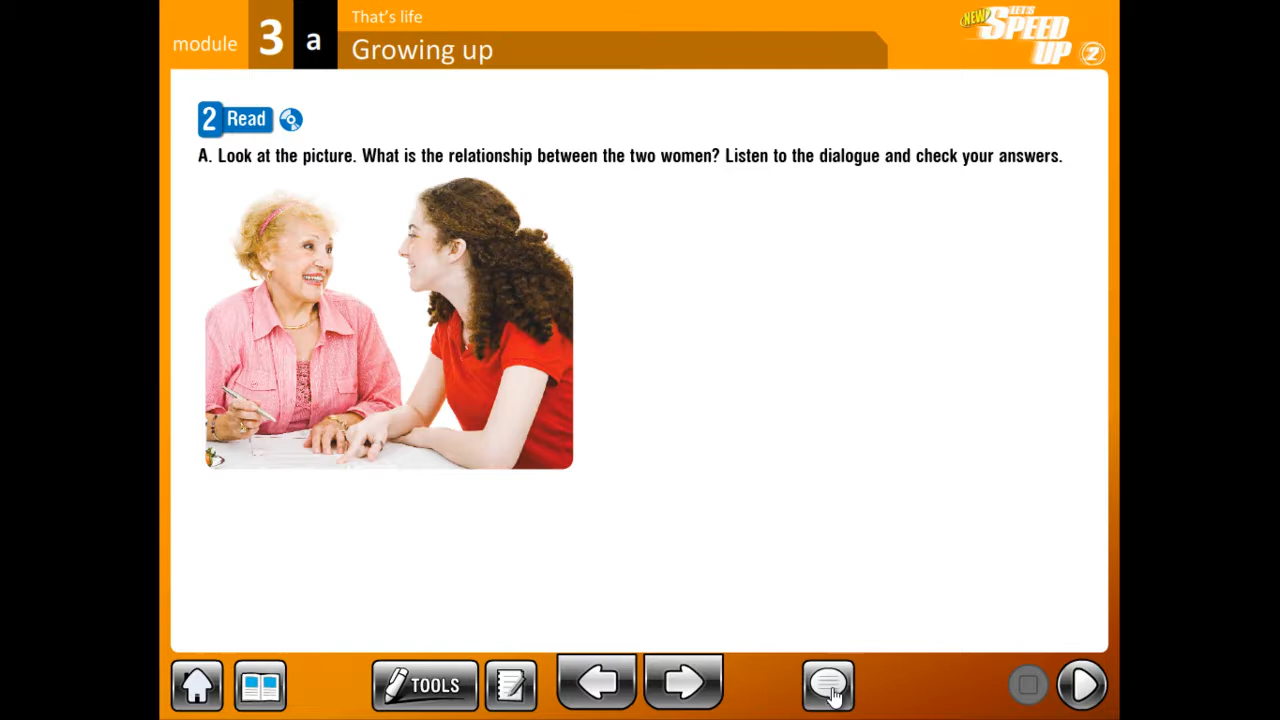 That's life
module 3 a
Growing up
NEW LET'S
SPEED
UP 2
2 Read
A. Look at the picture. What is the relationship between the two women? Listen to the dialogue and check your answers.
TOOLS